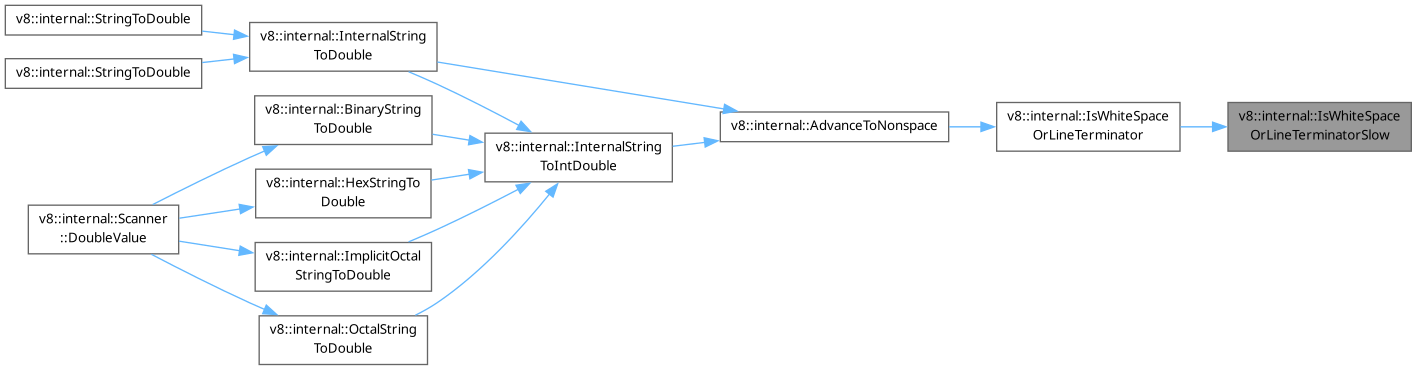 v8::internal::StringToDouble
v8::internal::StringToDouble
v8::internal::InternalString
ToDouble
v8::internal::BinaryString
ToDouble
v8::internal::HexStringTo
Double
v8::internal::Scanner
::DoubleValue
v8::internal::ImplicitOctal
StringToDouble
v8::internal::OctalString
ToDouble
v8::internal::InternalString
ToIntDouble
v8::internal::AdvanceToNonspace
v8::internal::IsWhiteSpace
OrLineTerminator
v8::internal::IsWhiteSpace
OrLineTerminatorSlow